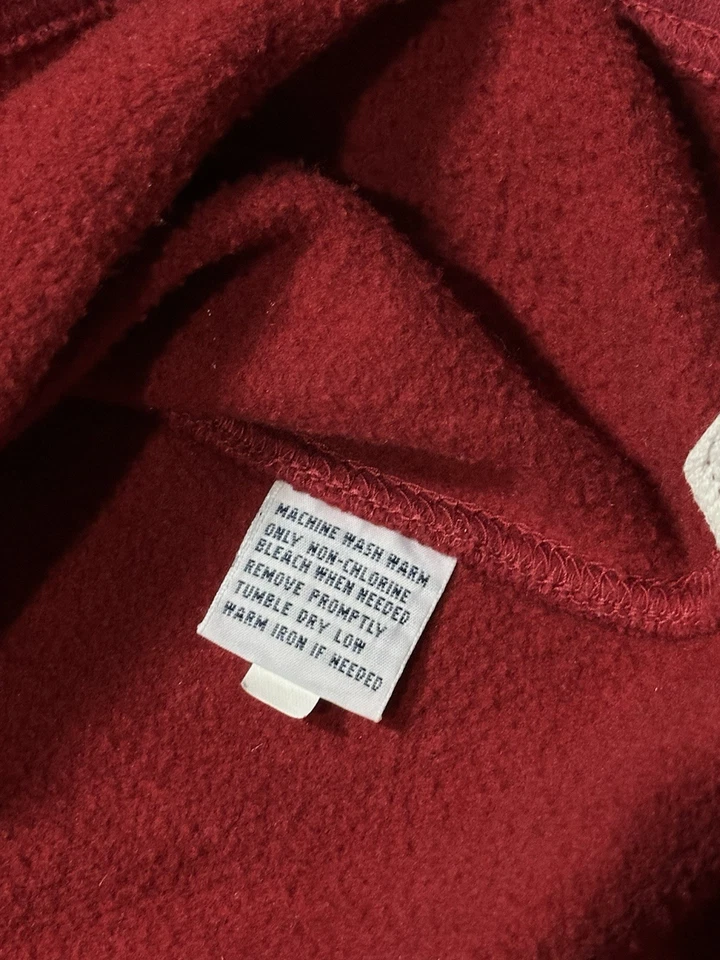 MACHINE WASH WARM
ONLY NON-CHLORINE
BLEACH WHEN NEEDED
REMOVE PROMPTLY
TUMBLE DRY LOW
WARM IRON IF NEEDED